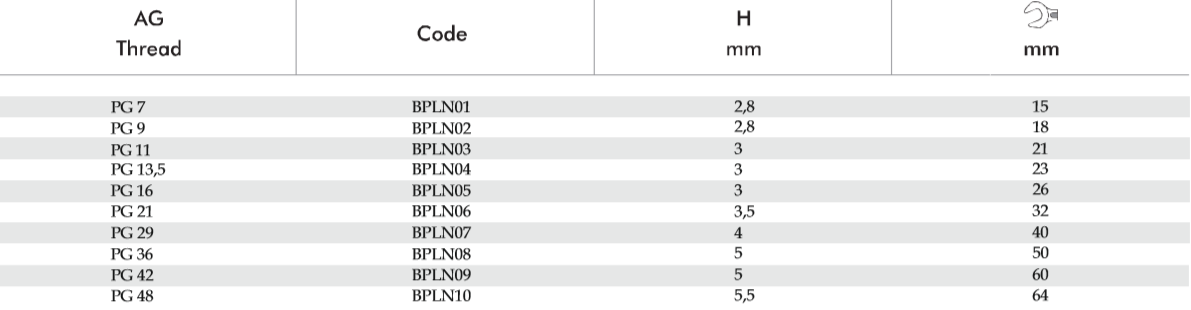 AG Thread Code H mm mm
PG 7 BPLN01 2,8 15
PG 9 BPLN02 2,8 18
PG 11 BPLN03 3 21
PG 13,5 BPLN04 3 23
PG 16 BPLN05 3 26
PG 21 BPLN06 3,5 32
PG 29 BPLN07 4 40
PG 36 BPLN08 5 50
PG 42 BPLN09 5 60
PG 48 BPLN10 5,5 64